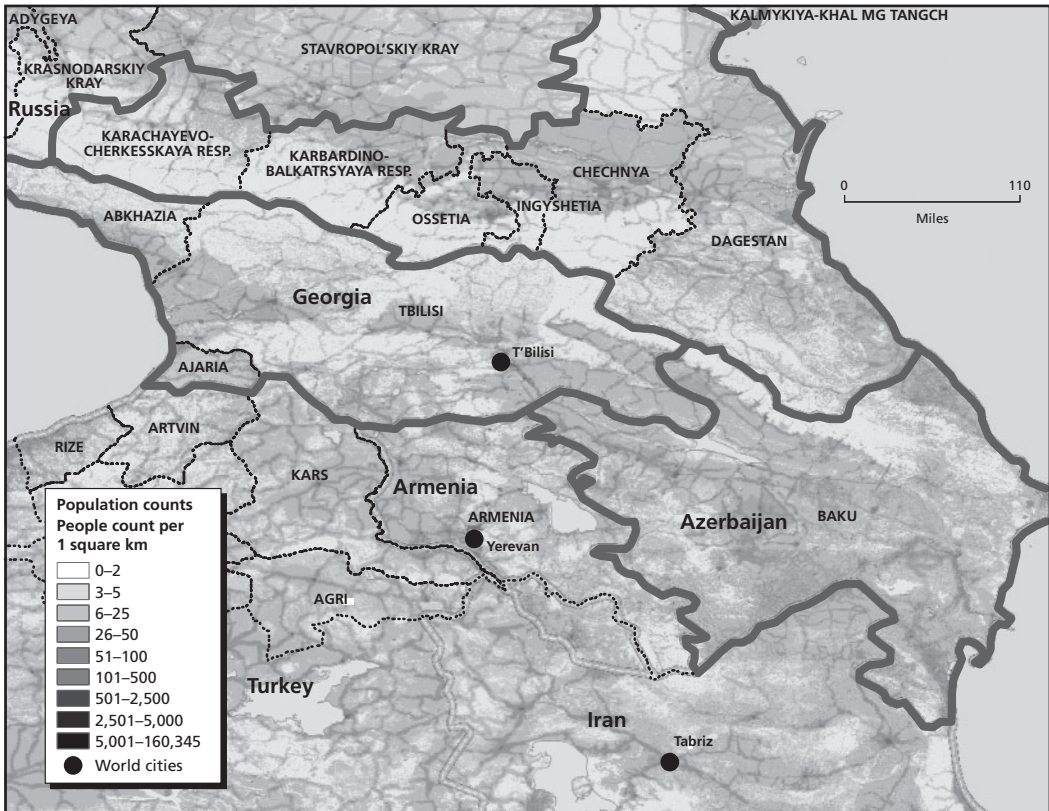 ADYGEYA
KALMYKIYA-KHAL MG TANGCH
STAVROPOL'SKIY KRAY
KRASNODARSKIY
KRAY
Russia
KARACHAYEVO-
CHERKESSKAYA RESP.
KARBARDINO-
BALKATRSYAYA RESP.
CHECHNYA
0
110
Miles
ABKHAZIA
OSSETIA
INGYSHETIA
DAGESTAN
Georgia
TBILISI
T'Bilisi
AJARIA
ARTVIN
RIZE
KARS
Armenia
ARMENIA
Yerevan
Azerbaijan
BAKU
AGRI
Turkey
Iran
Tabriz
Population counts
People count per
1 square km
0–2
3–5
6–25
26–50
51–100
101–500
501–2,500
2,501–5,000
5,001–160,345
World cities